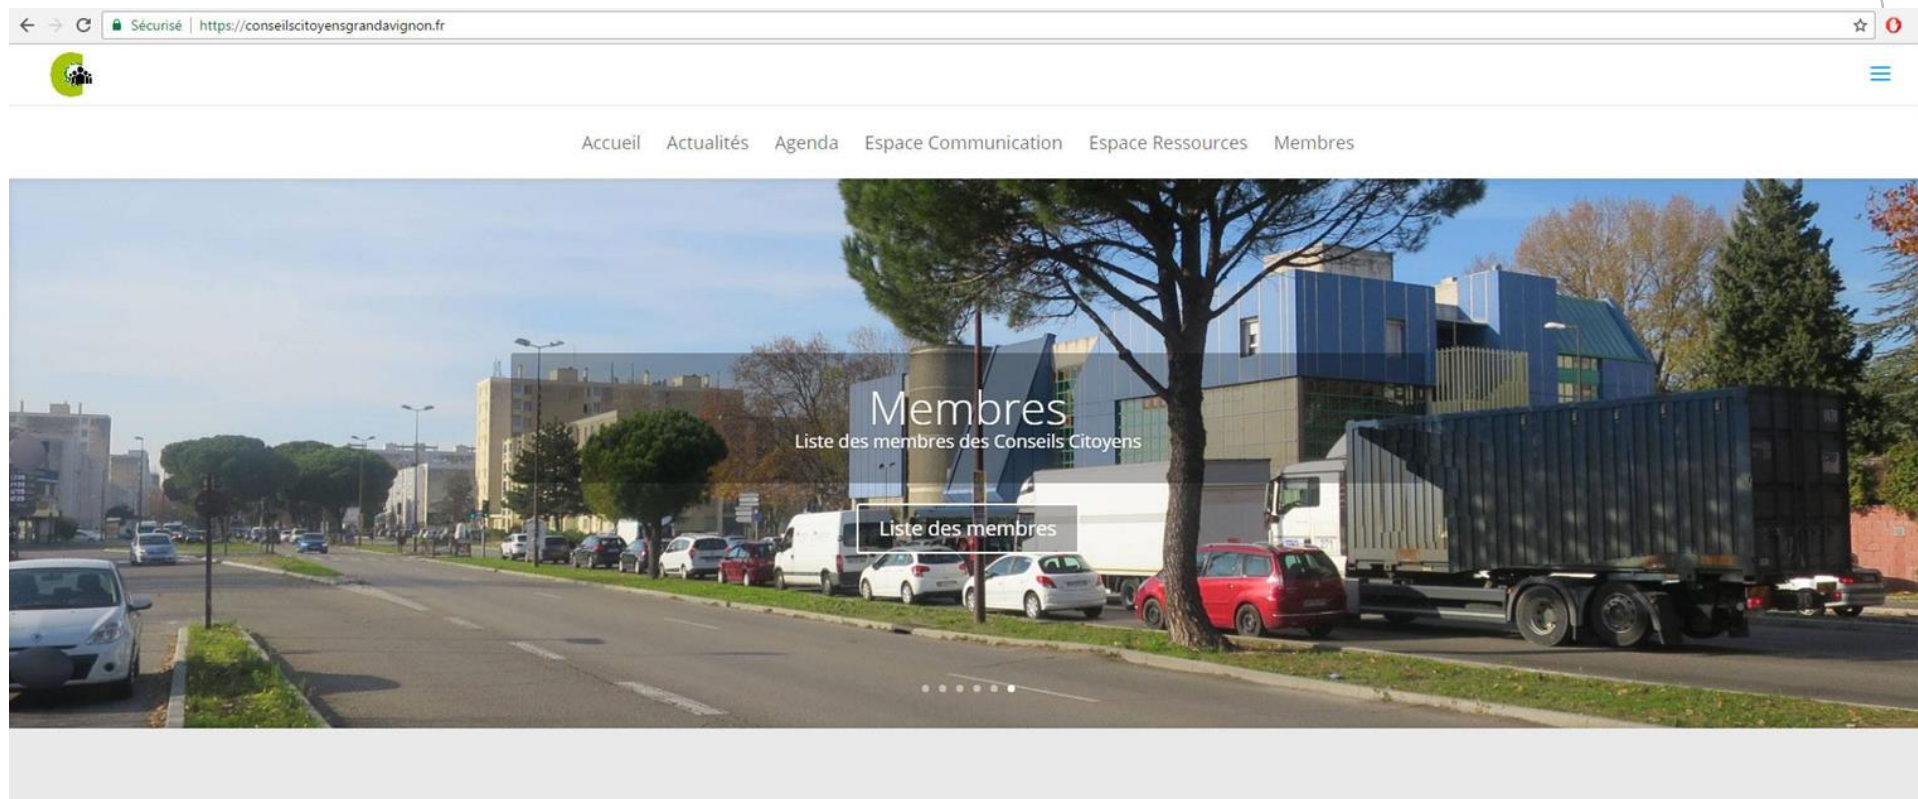 Sécurisé | https://conseilscitoyensgrandavignon.fr
Accueil Actualités Agenda Espace Communication Espace Ressources Membres
Membres
Liste des membres des Conseils Citoyens
Liste des membres